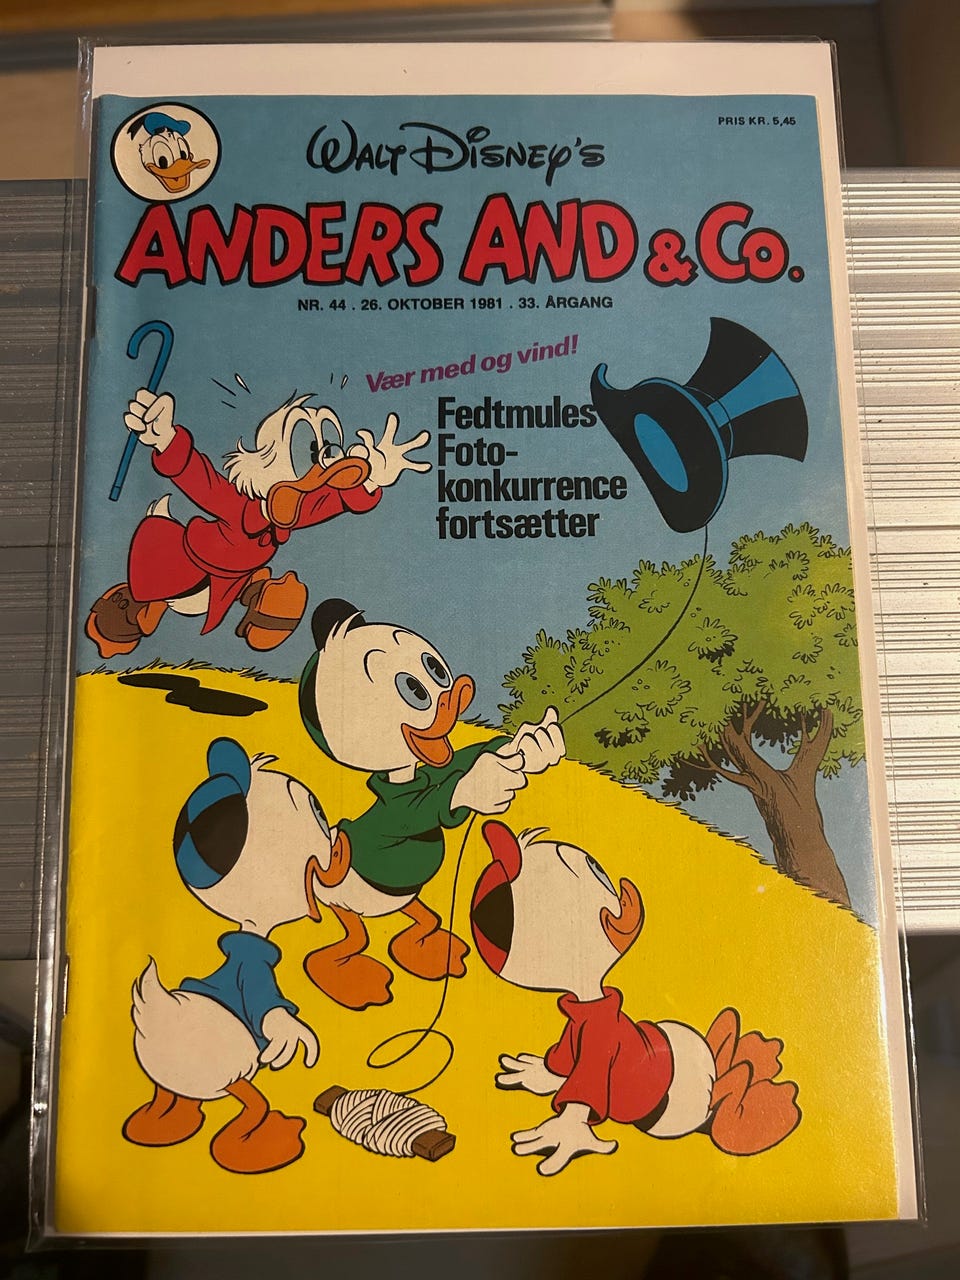 PRIS KR. 5,45
WALT DISNEY'S
ANDERS AND & Co.
NR. 44 . 26. OKTOBER 1981 . 33. ÅRGANG
Vær med og vind!
Fedtmules
Foto-
konkurrence
fortsætter